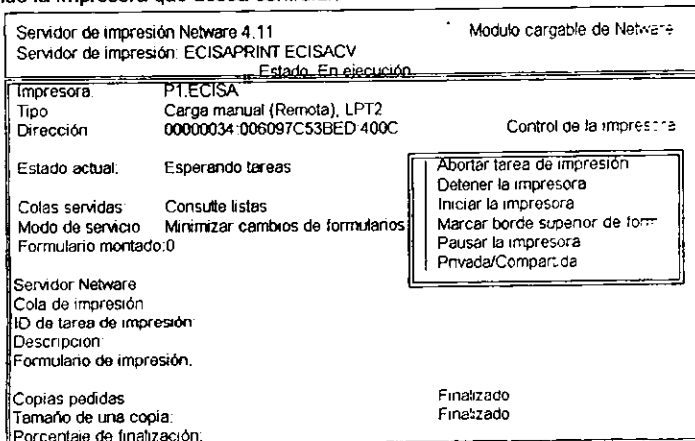 Servidor de impresión Netware 4.11 Modulo cargable de Netware
Servidor de impresión: ECISAPRINT ECISACV
Estado. En ejecución.
Impresora. P1.ECISA
Tipo Carga manual (Remota), LPT2
Dirección 00000034:006097C53BED:400C Control de la impresora
Estado actual: Esperando tareas
Abortar tarea de impresión
Detener la impresora
Colas servidas: Consulte listas
Iniciar la impresora
Modo de servicio Minimizar cambios de formularios
Marcar borde superior de form
Formulario montado:0
Pausar la impresora
Privada/Compartida
Servidor Netware
Cola de impresión
ID de tarea de impresión:
Descripcion:
Formulario de impresión.
Copias pedidas Finalizado
Tamaño de una copia: Finalizado
Porcentaje de finalización: